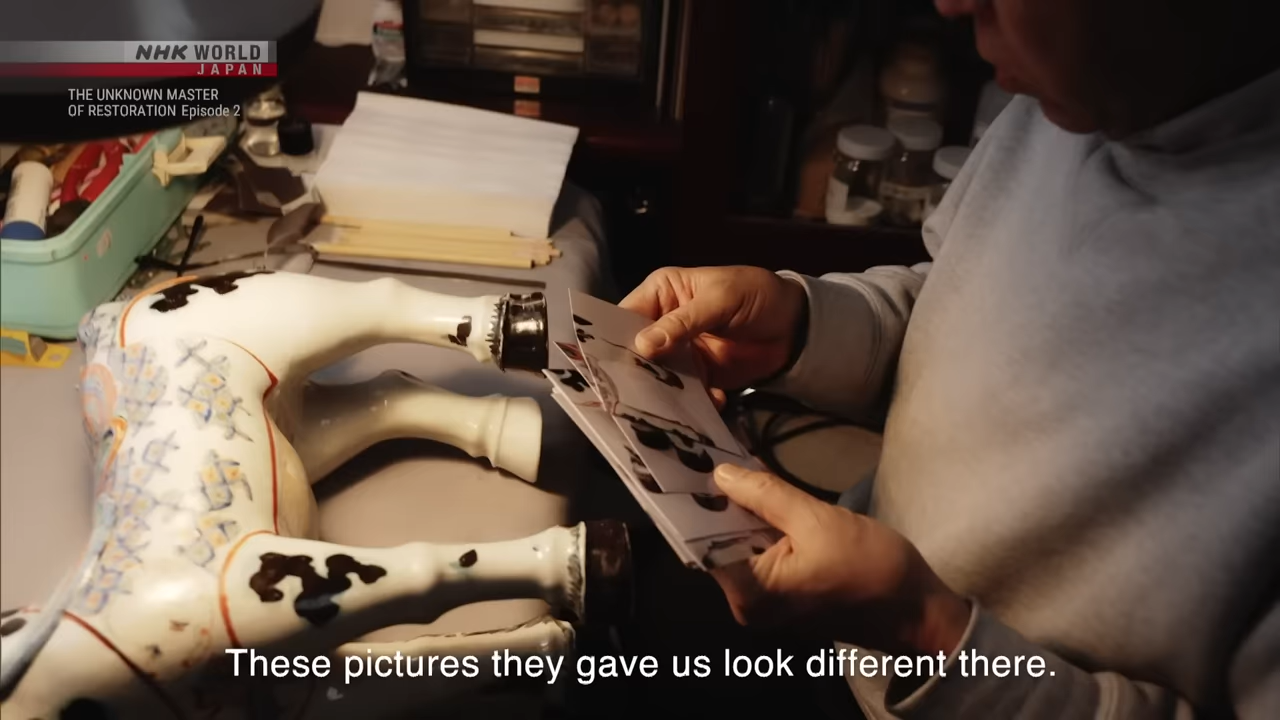 NHK WORLD
JAPAN
THE UNKNOWN MASTER
OF RESTORATION Episode 2
These pictures they gave us look different there.